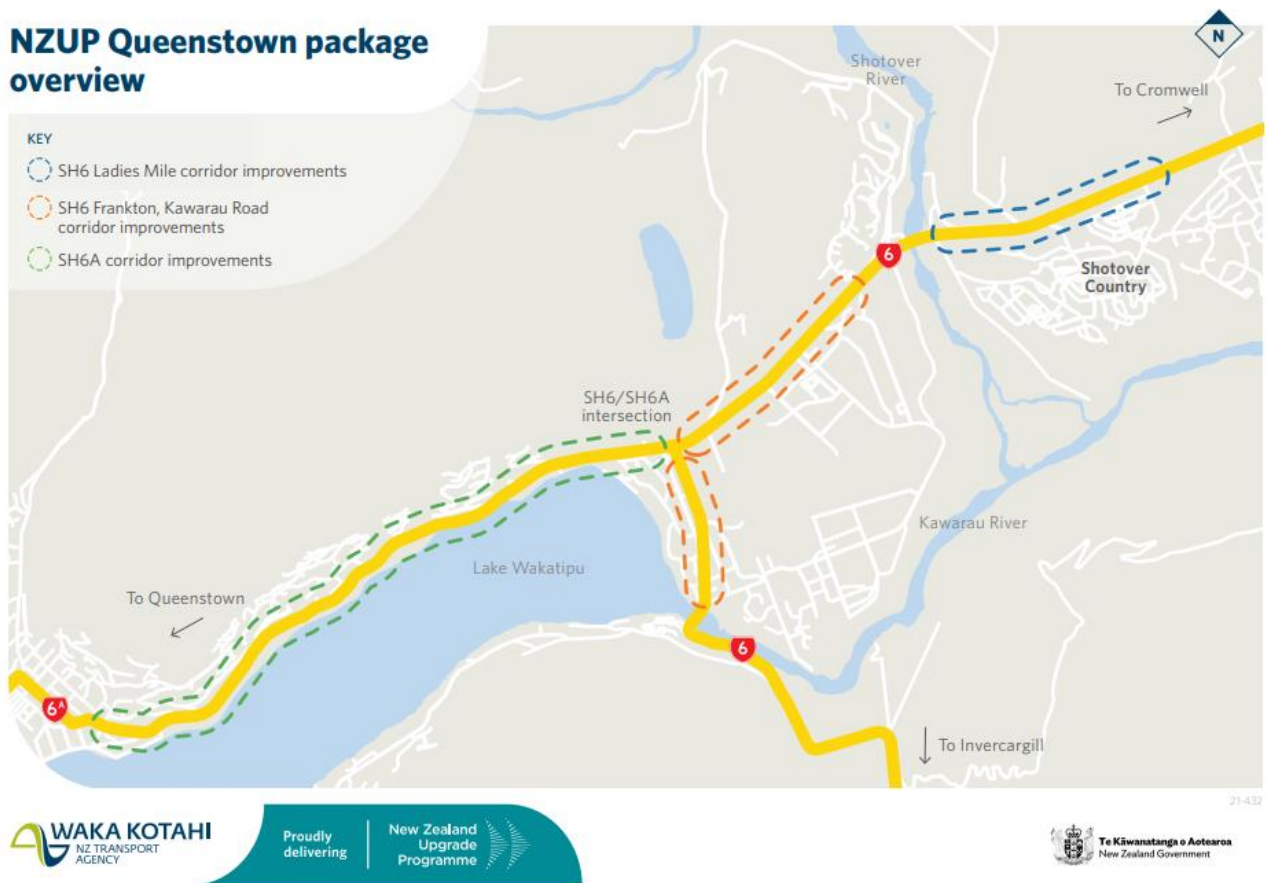 NZUP Queenstown package
overview
KEY
SH6 Ladies Mile corridor improvements
SH6 Frankton, Kawarau Road
corridor improvements
SH6A corridor improvements
N
Shotover
River
To Cromwell
6
Shotover
Country
SH6/SH6A
intersection
Kawarau River
Lake Wakatipu
To Queenstown
6
6A
To Invercargill
21-432
WAKA KOTAHI
NZ TRANSPORT
AGENCY
Proudly
delivering
New Zealand
Upgrade
Programme
Te Kāwanatanga o Aotearoa
New Zealand Government